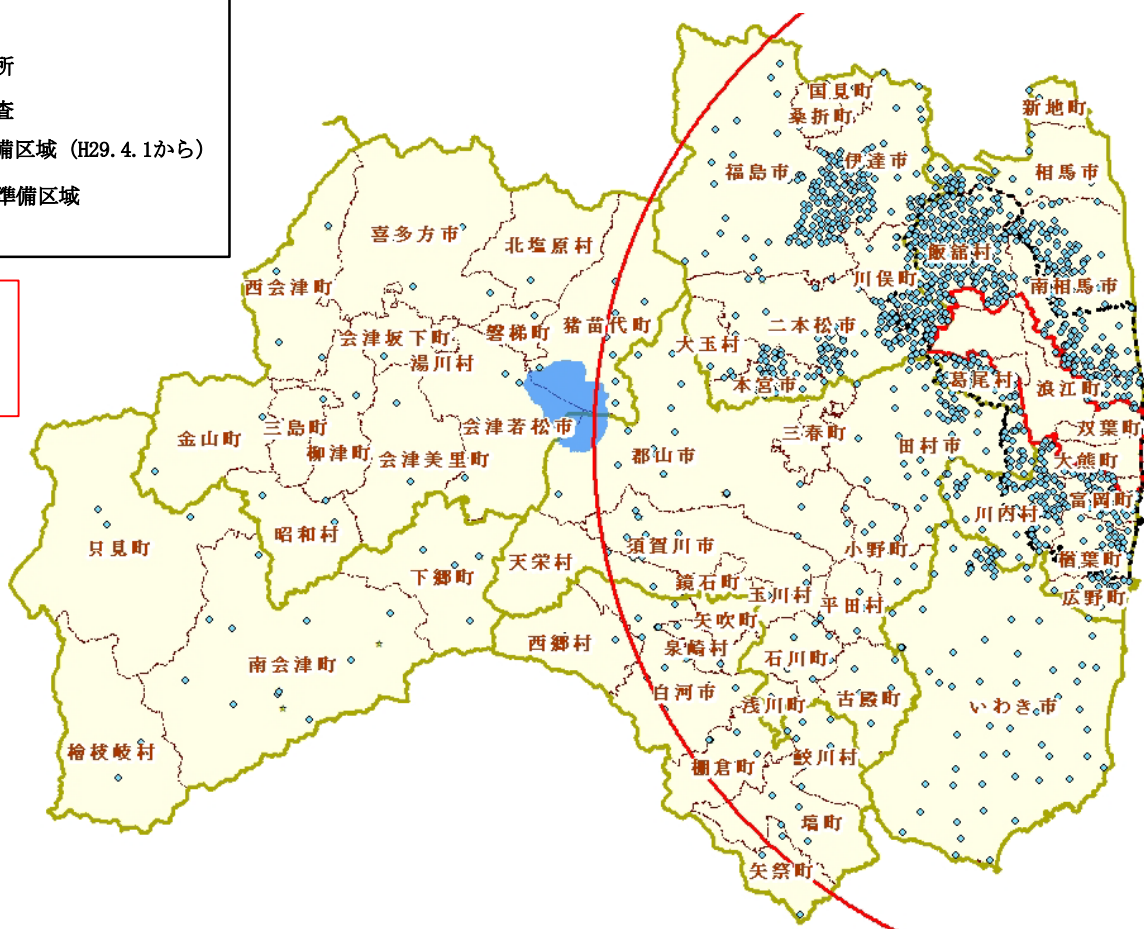 所
査
備区域（H29.4.1から）
準備区域
国見町
桑折町
新地町
伊達市
福島市
相馬市
喜多方市
北塩原村
飯舘村
川俣町
南相馬市
西会津町
猪苗代町
二本松市
磐梯町
会津坂下町
大玉村
湯川村
本宮市
葛尾村
浪江町
三島町
会津若松市
双葉町
金山町
三春町
田村市
柳津町
会津美里町
郡山市
大熊町
富岡町
川内村
昭和村
只見町
須賀川市
小野町
天栄村
楢葉町
下郷町
鏡石町
玉川村
平田村
広野町
矢吹町
西郷村
泉崎村
石川町
南会津町
白河市
浅川町
古殿町
いわき市
檜枝岐村
鮫川村
棚倉町
塙町
矢祭町